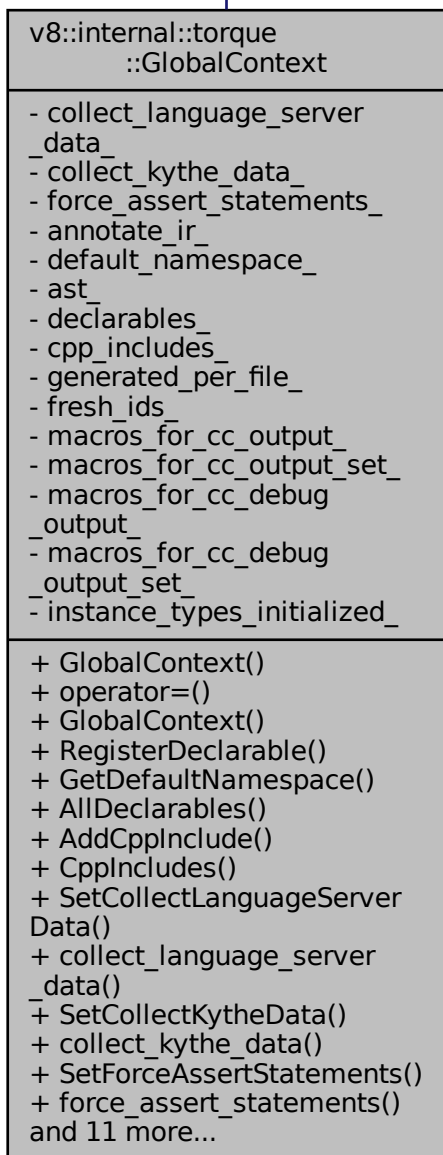 v8::internal::torque
::GlobalContext
- collect_language_server
_data_
- collect_kythe_data_
- force_assert_statements_
- annotate_ir_
- default_namespace_
- ast_
- declarables_
- cpp_includes_
- generated_per_file_
- fresh_ids_
- macros_for_cc_output_
- macros_for_cc_output_set_
- macros_for_cc_debug
_output_
- macros_for_cc_debug
_output_set_
- instance_types_initialized_
+ GlobalContext()
+ operator=()
+ GlobalContext()
+ RegisterDeclarable()
+ GetDefaultNamespace()
+ AllDeclarables()
+ AddCppInclude()
+ CppIncludes()
+ SetCollectLanguageServer
Data()
+ collect_language_server
_data()
+ SetCollectKytheData()
+ collect_kythe_data()
+ SetForceAssertStatements()
+ force_assert_statements()
and 11 more...